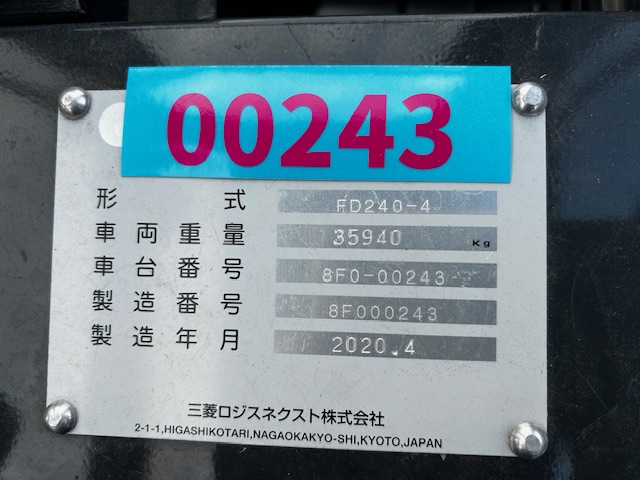 00243
形式 FD240-4
車両重量 35940 Kg
車台番号 8F0-00243
製造番号 8F000243
製造年月 2020.4
三菱ロジスネクスト株式会社
2-1-1,HIGASHIKOTARI,NAGAOKAKYO-SHI,KYOTO,JAPAN